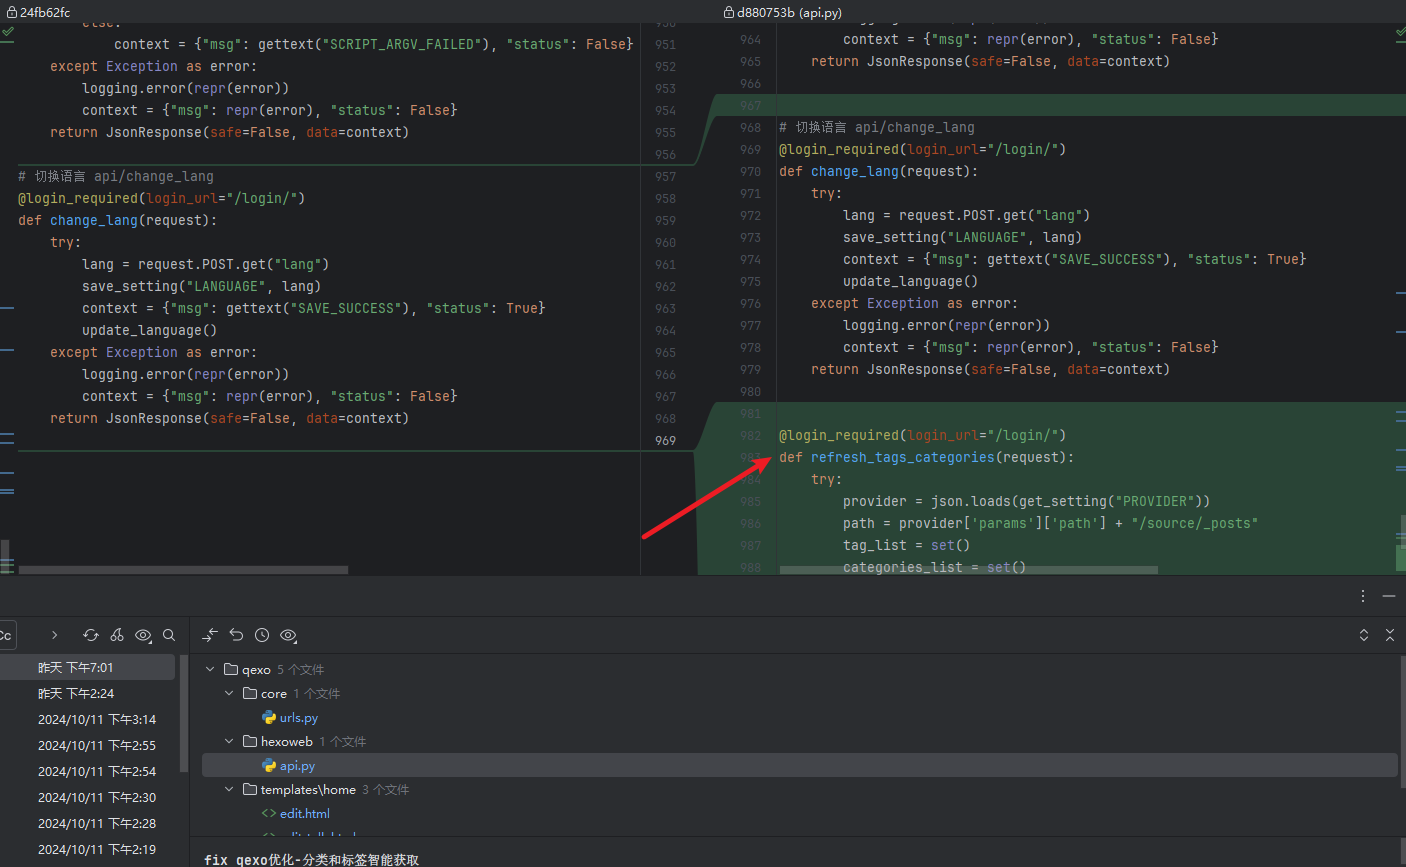 24fb62fc
else:
context = {"msg": gettext("SCRIPT_ARGV_FAILED"), "status": False}
951
except Exception as error:
952
logging.error(repr(error))
953
context = {"msg": repr(error), "status": False}
954
return JsonResponse(safe=False, data=context)
955
956
# 切换语言 api/change_lang
957
@login_required(login_url="/login/")
958
def change_lang(request):
959
try:
960
lang = request.POST.get("lang")
961
save_setting("LANGUAGE", lang)
962
context = {"msg": gettext("SAVE_SUCCESS"), "status": True}
963
update_language()
964
except Exception as error:
965
logging.error(repr(error))
966
context = {"msg": repr(error), "status": False}
967
return JsonResponse(safe=False, data=context)
968
969
d880753b (api.py)
964
context = {"msg": repr(error), "status": False}
965
return JsonResponse(safe=False, data=context)
966
967
968
# 切换语言 api/change_lang
969
@login_required(login_url="/login/")
970
def change_lang(request):
971
try:
972
lang = request.POST.get("lang")
973
save_setting("LANGUAGE", lang)
974
context = {"msg": gettext("SAVE_SUCCESS"), "status": True}
975
update_language()
976
except Exception as error:
977
logging.error(repr(error))
978
context = {"msg": repr(error), "status": False}
979
return JsonResponse(safe=False, data=context)
980
981
982
@login_required(login_url="/login/")
983
def refresh_tags_categories(request):
984
try:
985
provider = json.loads(get_setting("PROVIDER"))
986
path = provider['params']['path'] + "/source/_posts"
987
tag_list = set()
988
categories_list = set()
Cc
昨天 下午7:01
昨天 下午2:24
2024/10/11 下午3:14
2024/10/11 下午2:55
2024/10/11 下午2:54
2024/10/11 下午2:30
2024/10/11 下午2:28
2024/10/11 下午2:19
qexo 5 个文件
core 1 个文件
urls.py
hexoweb 1 个文件
api.py
templates\home 3 个文件
edit.html
fix qexo优化-分类和标签智能获取